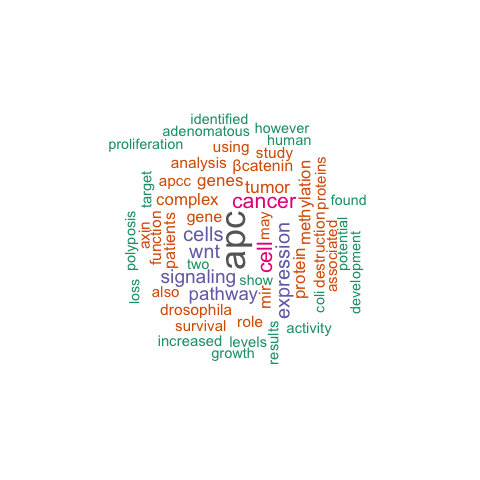 identified
adenomatous
however
proliferation
using
human
analysis
study
βcatenin
target
apcc
genes
tumor
proteins
complex
cancer
methylation
found
polyposis
axin
function
patients
gene
cells
wnt
two
apc
cell
may
expression
protein
destruction
associated
potential
development
loss
also
signaling
show
pathway
mir
coli
drosophila
survival
role
activity
increased
levels
results
growth